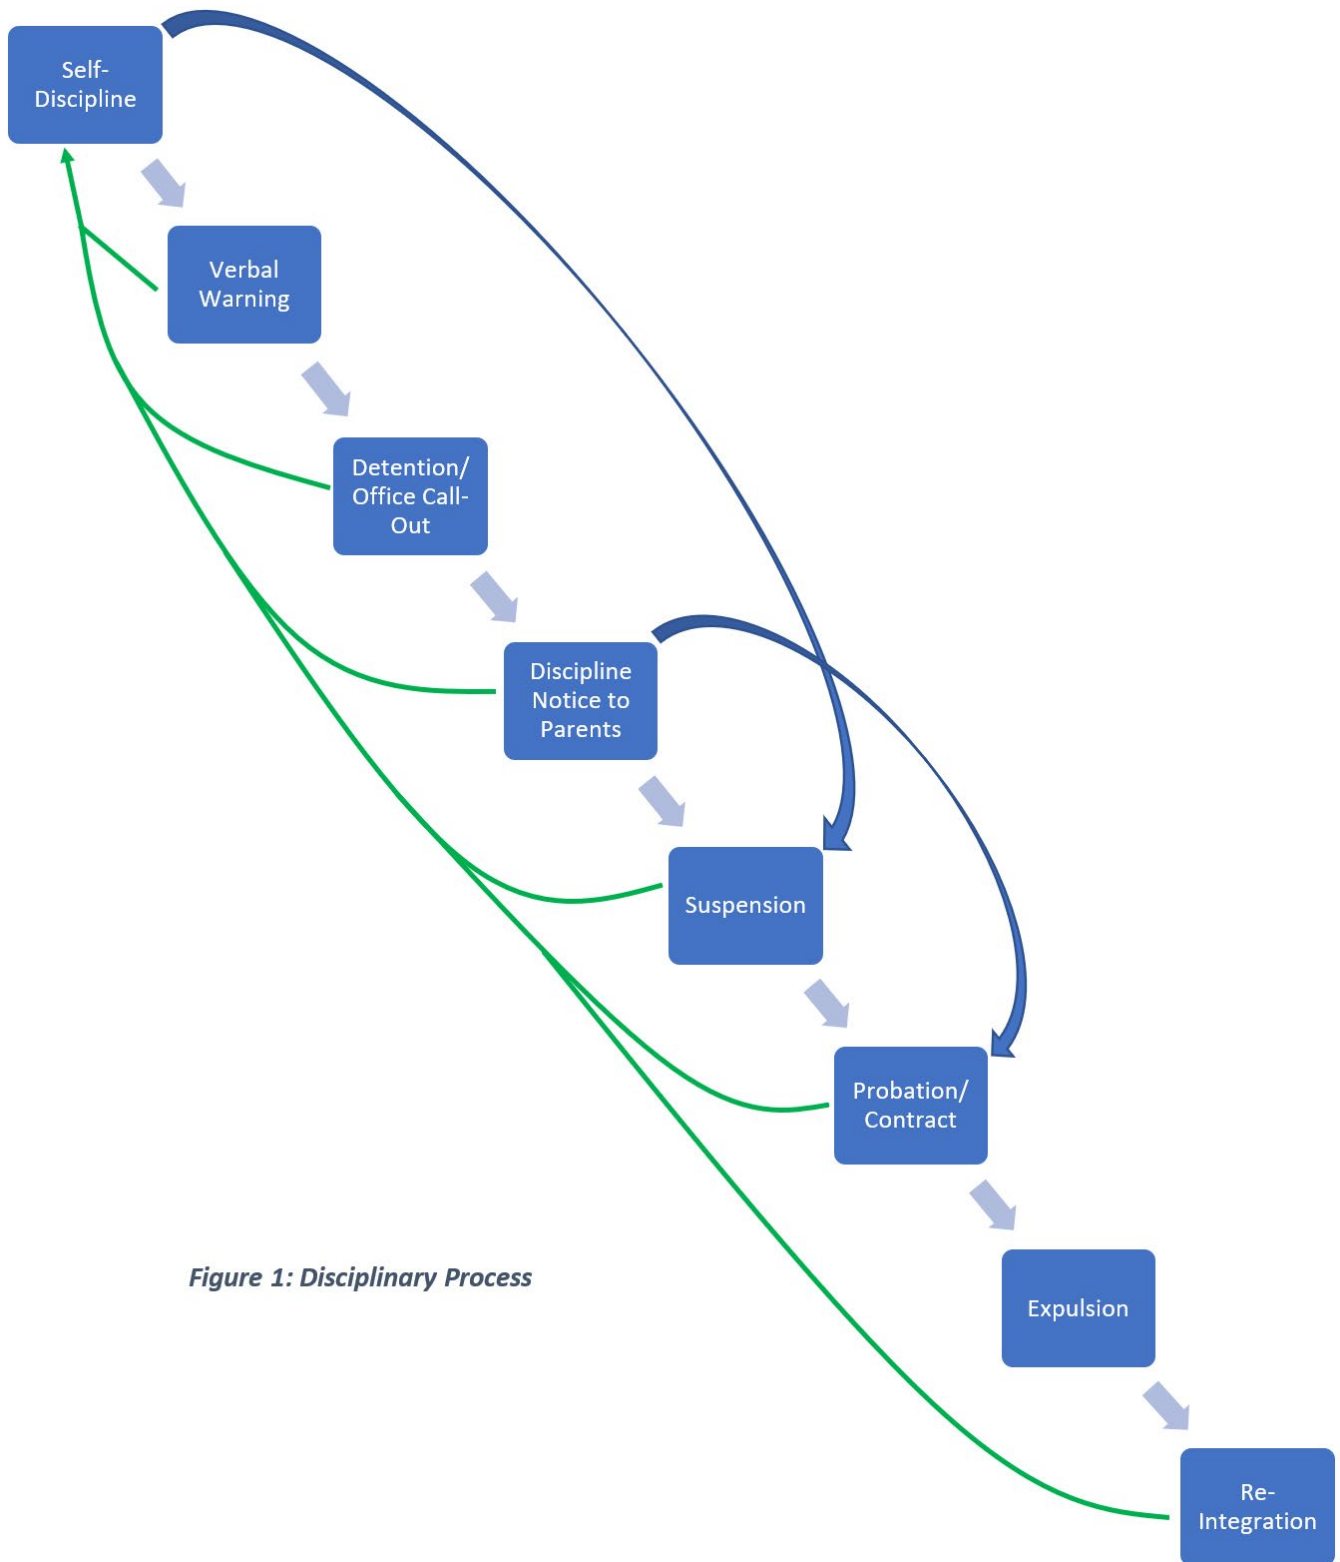 Self-
Discipline
Verbal
Warning
Detention/
Office Call-
Out
Discipline
Notice to
Parents
Suspension
Probation/
Contract
Figure 1: Disciplinary Process
Expulsion
Re-
Integration